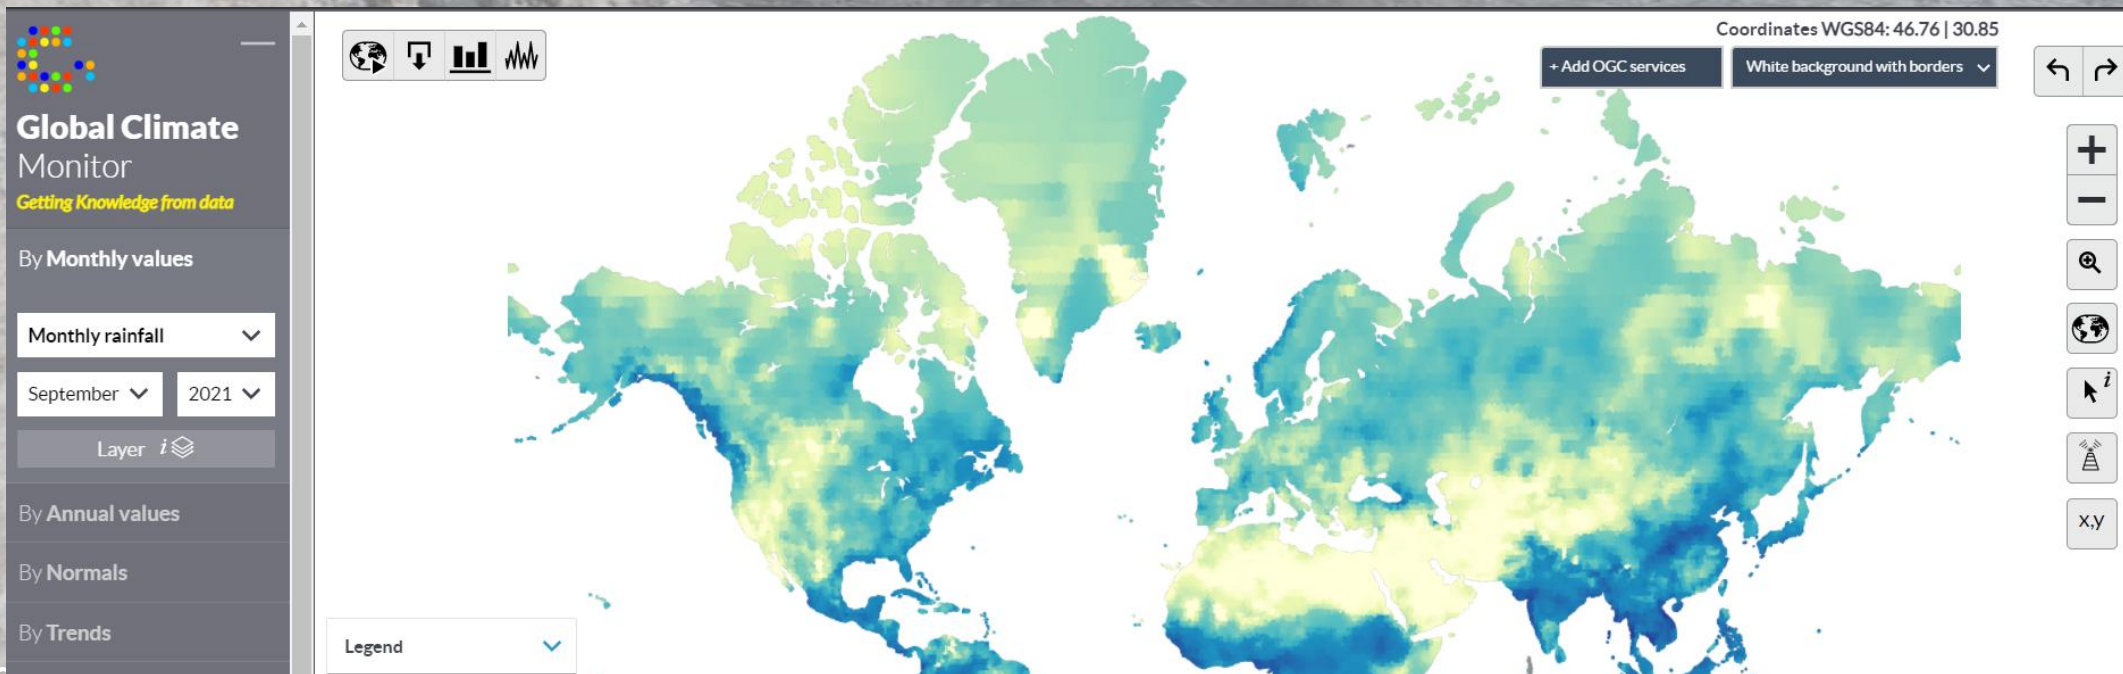 Global Climate
Monitor
Getting Knowledge from data
By Monthly values
Monthly rainfall
September
2021
Layer i
By Annual values
By Normals
By Trends
Legend
Coordinates WGS84: 46.76 | 30.85
+ Add OGC services
White background with borders
i
x,y